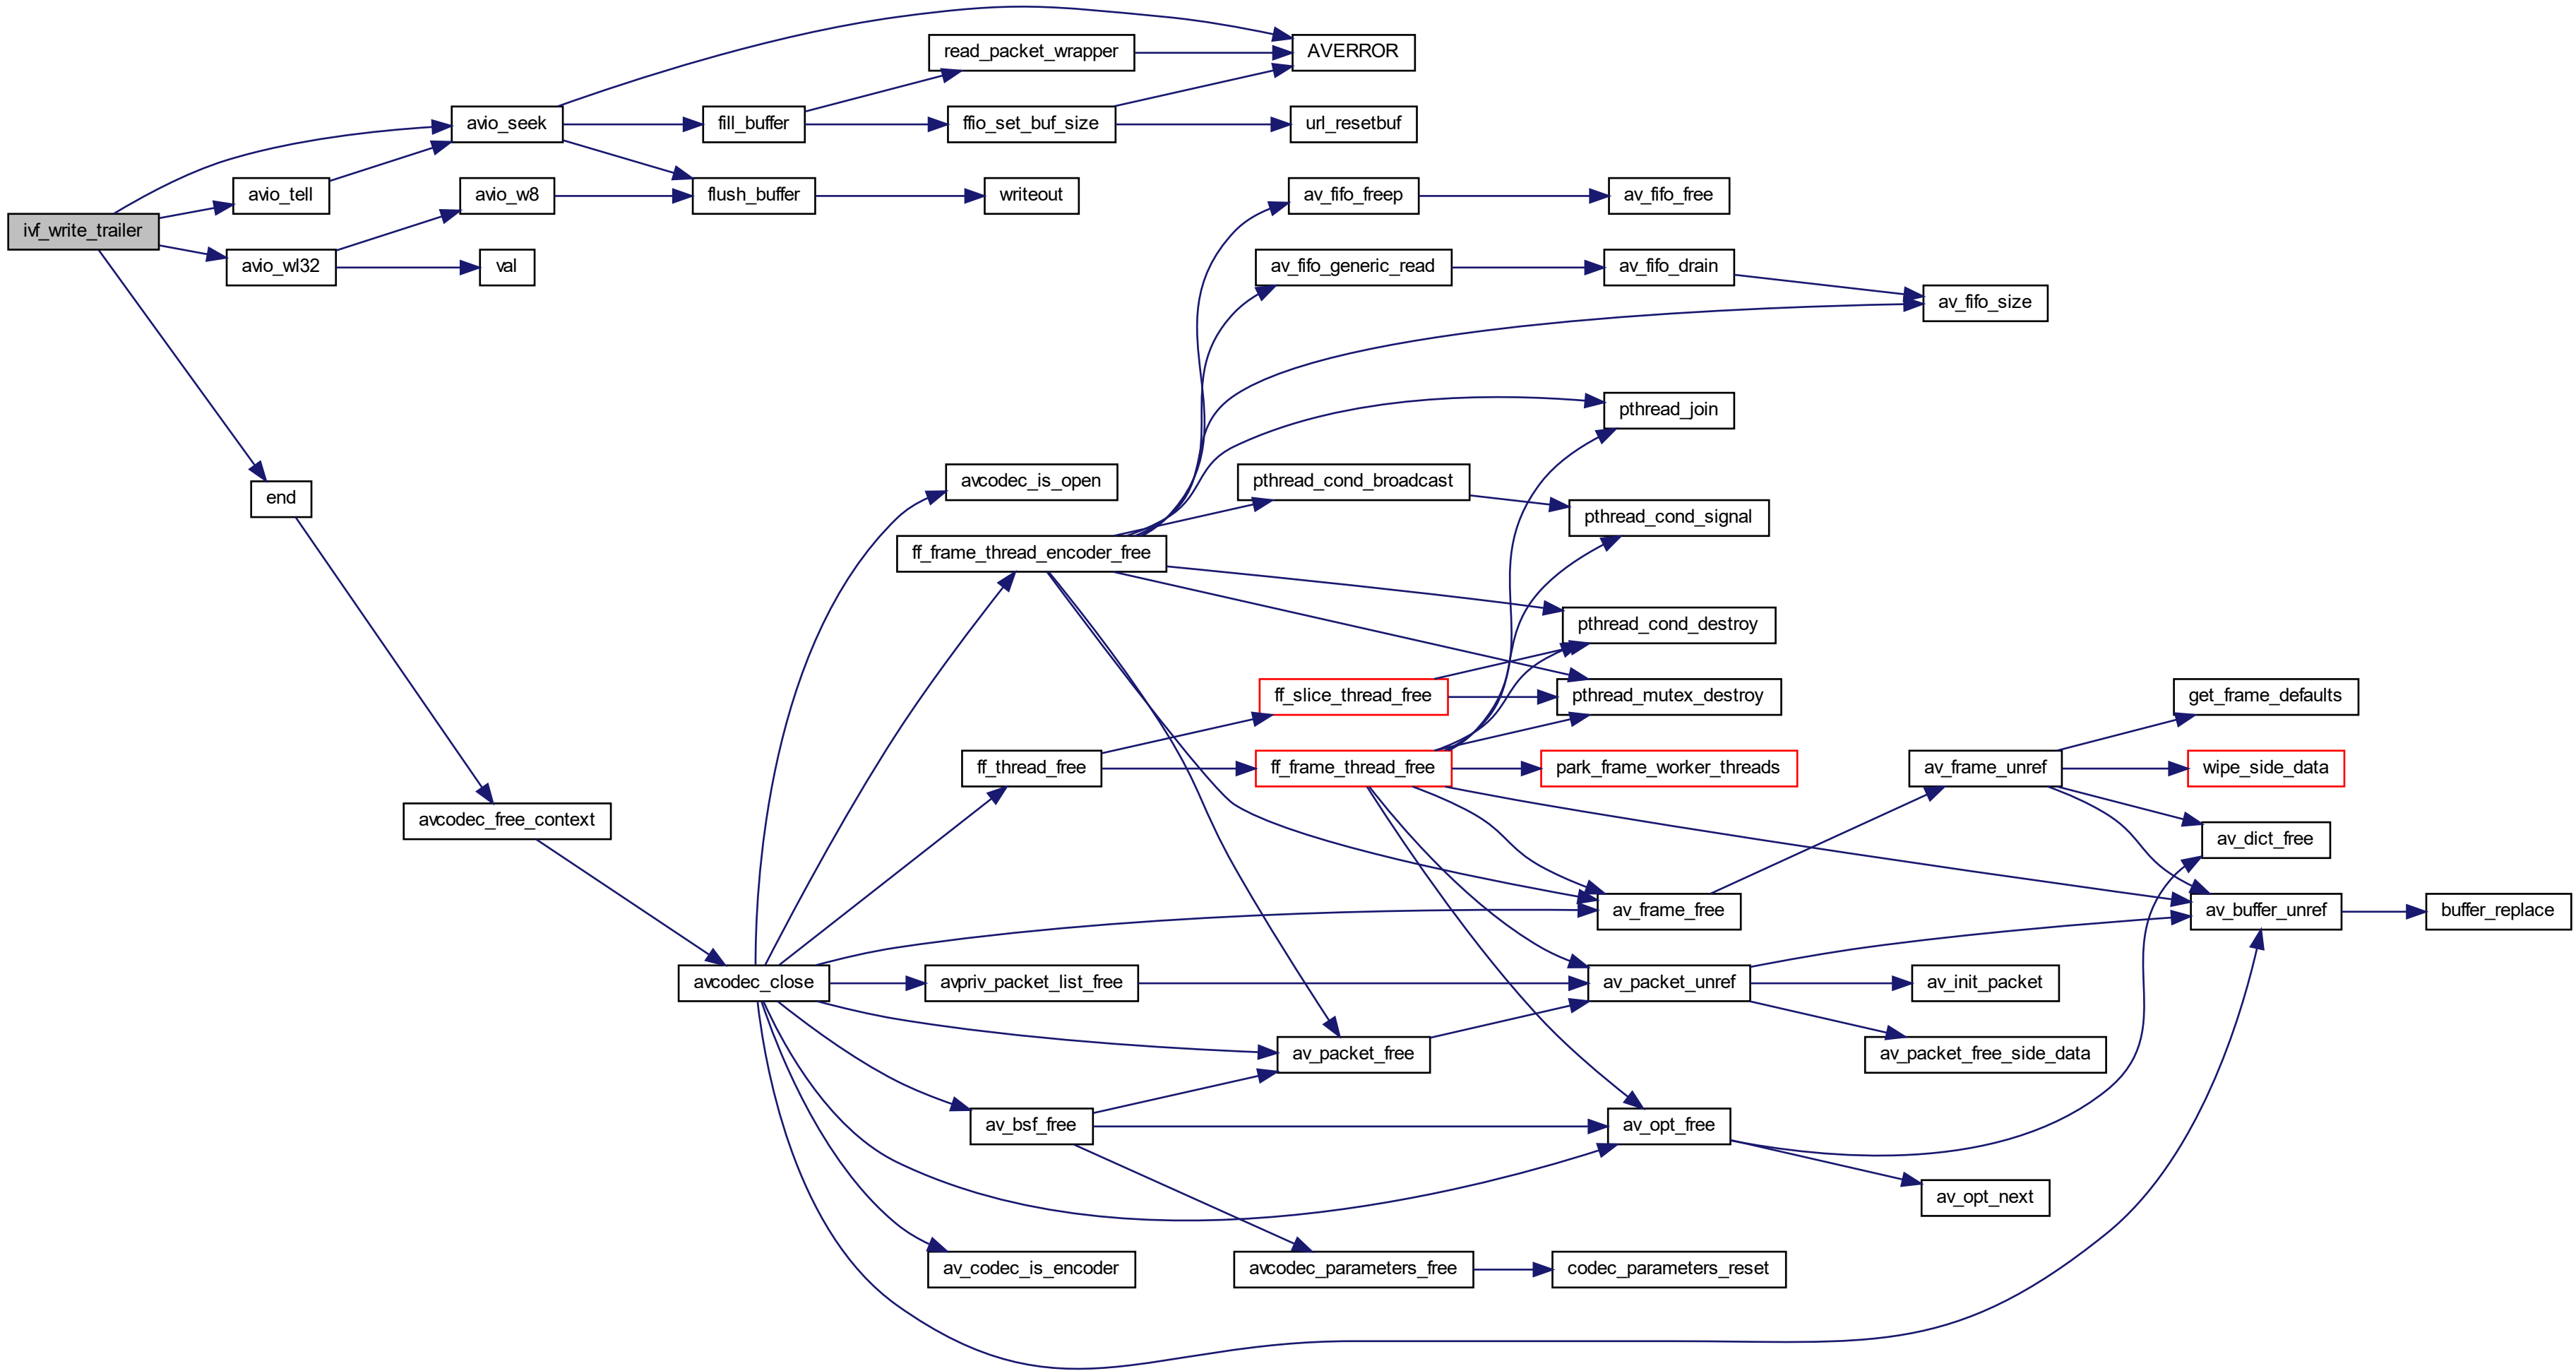 read_packet_wrapper
AVERROR
avio_seek
fill_buffer
ffio_set_buf_size
url_resetbuf
avio_tell
avio_w8
flush_buffer
writeout
av_fifo_freep
av_fifo_free
ivf_write_trailer
avio_wl32
val
av_fifo_generic_read
av_fifo_drain
av_fifo_size
pthread_join
end
avcodec_is_open
pthread_cond_broadcast
pthread_cond_signal
ff_frame_thread_encoder_free
pthread_cond_destroy
ff_slice_thread_free
pthread_mutex_destroy
get_frame_defaults
ff_thread_free
ff_frame_thread_free
park_frame_worker_threads
av_frame_unref
wipe_side_data
avcodec_free_context
av_dict_free
av_frame_free
av_buffer_unref
buffer_replace
avcodec_close
avpriv_packet_list_free
av_packet_unref
av_init_packet
av_packet_free
av_packet_free_side_data
av_bsf_free
av_opt_free
av_opt_next
av_codec_is_encoder
avcodec_parameters_free
codec_parameters_reset